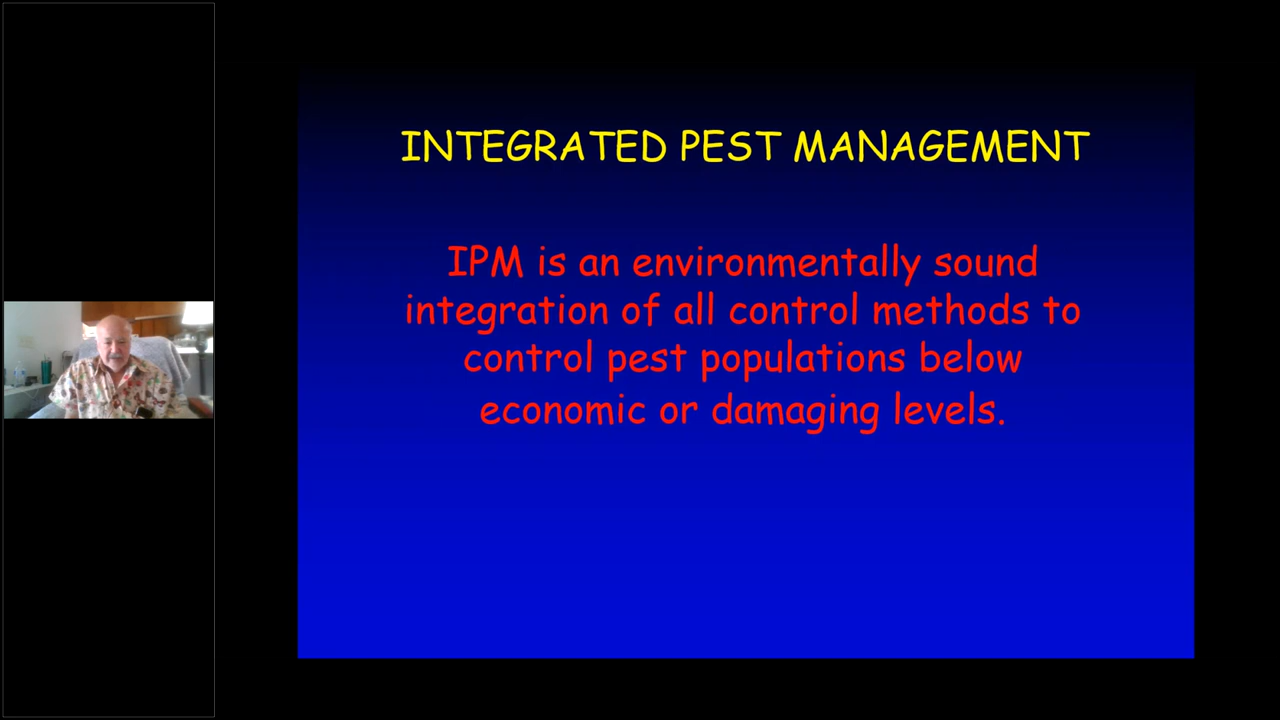 INTEGRATED PEST MANAGEMENT
IPM is an environmentally sound
integration of all control methods to
control pest populations below
economic or damaging levels.